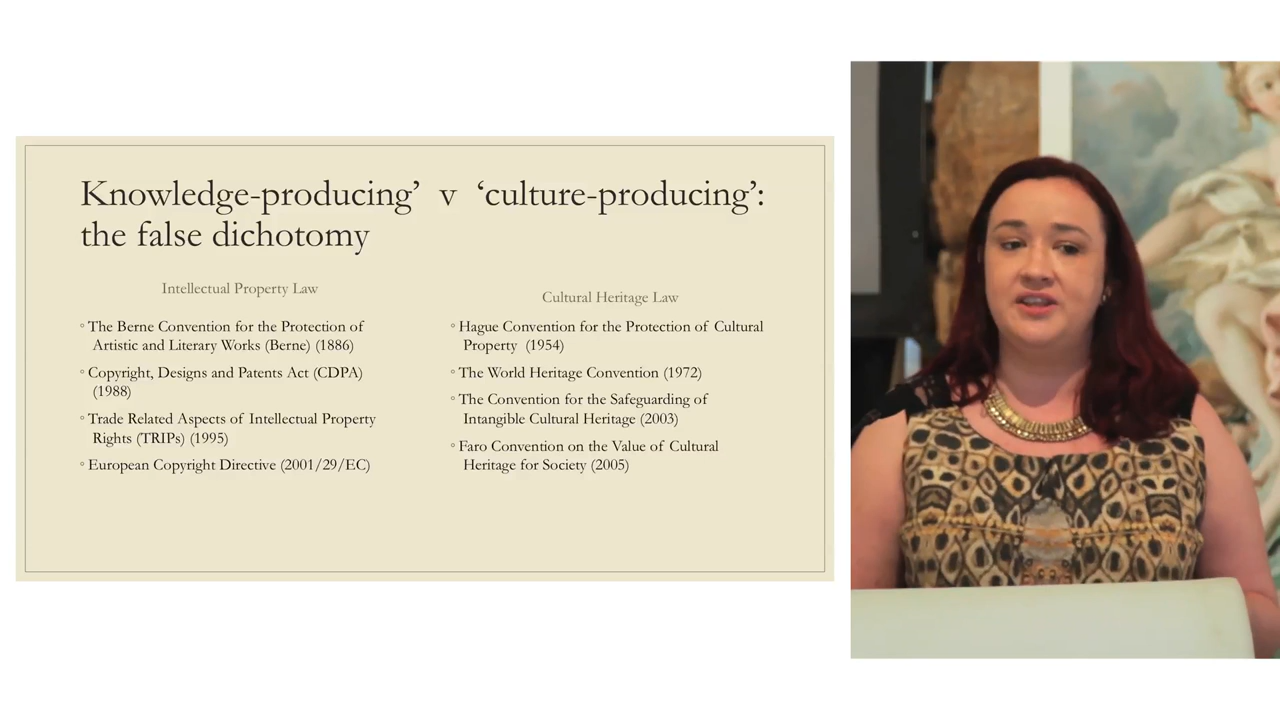 Knowledge-producing’ v ‘culture-producing’:
the false dichotomy
Intellectual Property Law
◦ The Berne Convention for the Protection of
Artistic and Literary Works (Berne) (1886)
◦ Copyright, Designs and Patents Act (CDPA)
(1988)
◦ Trade Related Aspects of Intellectual Property
Rights (TRIPs) (1995)
◦ European Copyright Directive (2001/29/EC)
Cultural Heritage Law
◦ Hague Convention for the Protection of Cultural
Property (1954)
◦ The World Heritage Convention (1972)
◦ The Convention for the Safeguarding of
Intangible Cultural Heritage (2003)
◦ Faro Convention on the Value of Cultural
Heritage for Society (2005)